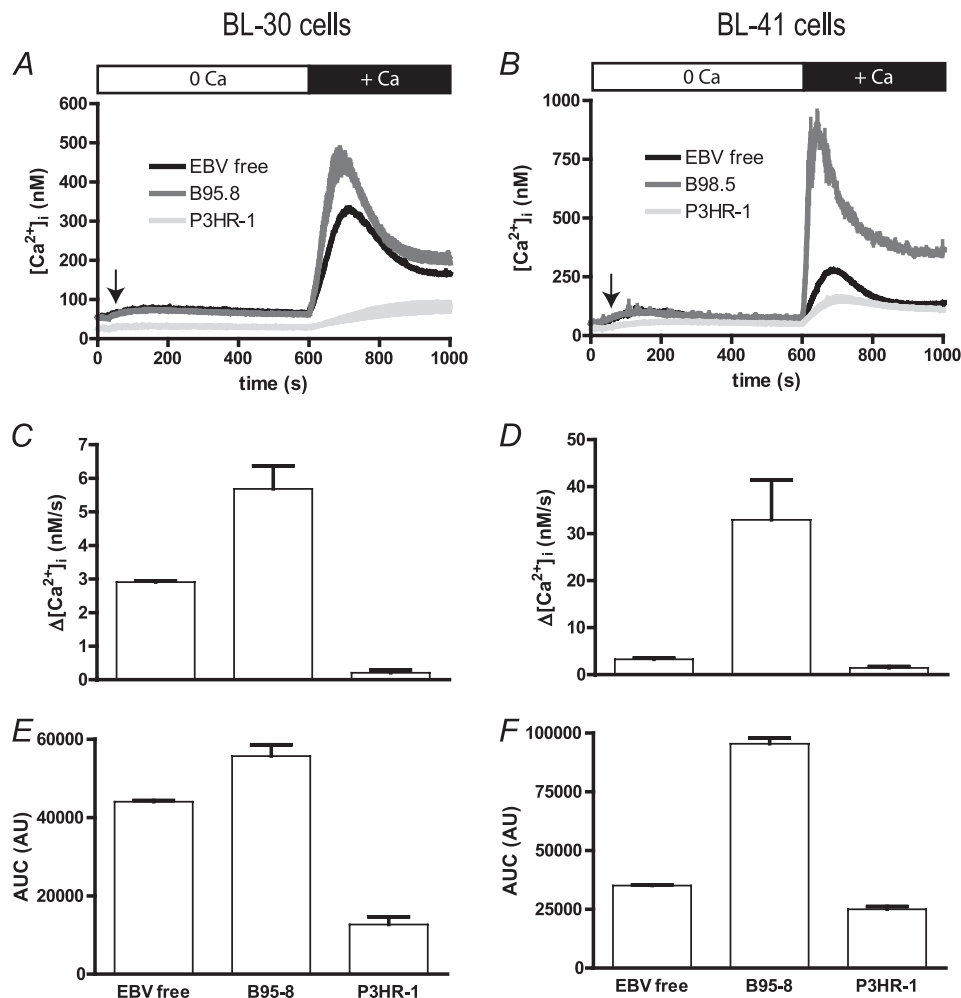 BL-30 cells
BL-41 cells
A
0 Ca
+ Ca
600
500
400
300
200
100
0
[Ca²⁺]ᵢ (nM)
EBV free
B95.8
P3HR-1
0
200
400
600
800
1000
time (s)
B
0 Ca
+ Ca
1000
750
500
250
0
[Ca²⁺]ᵢ (nM)
EBV free
B98.5
P3HR-1
0
200
400
600
800
1000
time (s)
C
7
6
5
4
3
2
1
0
Δ[Ca²⁺]ᵢ (nM/s)
D
50
40
30
20
10
0
Δ[Ca²⁺]ᵢ (nM/s)
E
60000
40000
20000
0
AUC (AU)
EBV free
B95-8
P3HR-1
F
100000
75000
50000
25000
0
AUC (AU)
EBV free
B95-8
P3HR-1